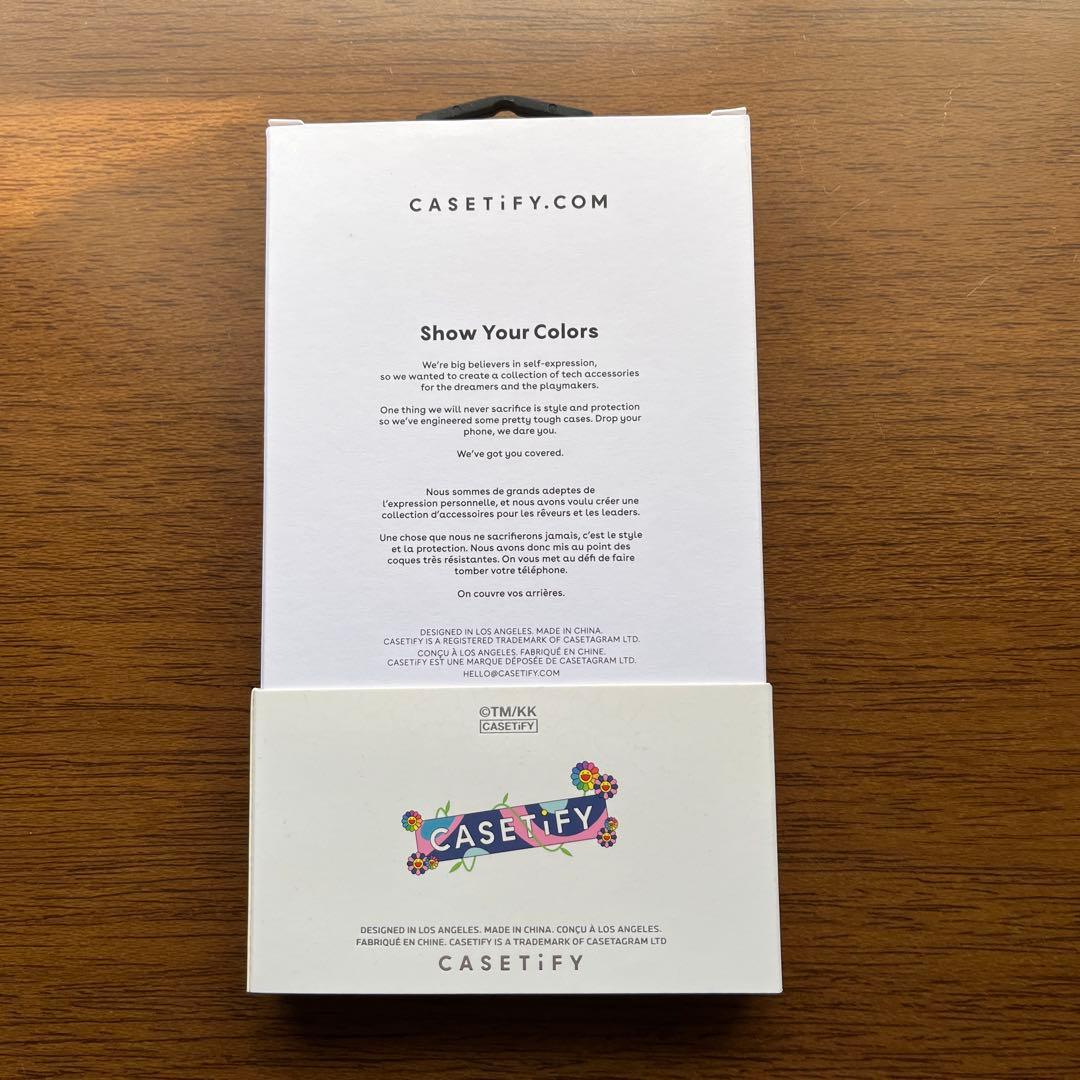 CASETiFY.COM
Show Your Colors
We're big believers in self-expression,
so we wanted to create a collection of tech accessories
for the dreamers and the playmakers.
One thing we will never sacrifice is style and protection
so we've engineered some pretty tough cases. Drop your
phone, we dare you.
We've got you covered.
Nous sommes de grands adeptes de
l'expression personnelle, et nous avons voulu créer une
collection d'accessoires pour les rêveurs et les leaders.
Une chose que nous ne sacrifierons jamais, c'est le style
et la protection. Nous avons donc mis au point des
coques très résistantes. On vous met au défi de faire
tomber votre téléphone.
On couvre vos arrières.
DESIGNED IN LOS ANGELES. MADE IN CHINA.
CASETiFY IS A REGISTERED TRADEMARK OF CASETAGRAM LTD.
CONÇU À LOS ANGELES. FABRIQUÉ EN CHINE.
CASETiFY EST UNE MARQUE DÉPOSÉE DE CASETAGRAM LTD.
HELLO@CASETIFY.COM
©TM/KK
CASETiFY
CASETiFY
DESIGNED IN LOS ANGELES. MADE IN CHINA. CONÇU À LOS ANGELES.
FABRIQUÉ EN CHINE. CASETIFY IS A TRADEMARK OF CASETAGRAM LTD
CASETiFY